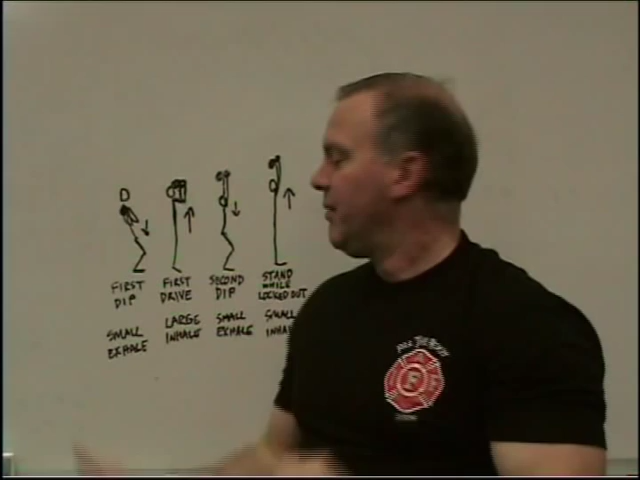 FIRST
DIP
SMALL
EXHALE
FIRST
DRIVE
LARGE
INHALE
SECOND
DIP
SMALL
EXHALE
STAND
WHILE
LOCKED OUT
SMALL